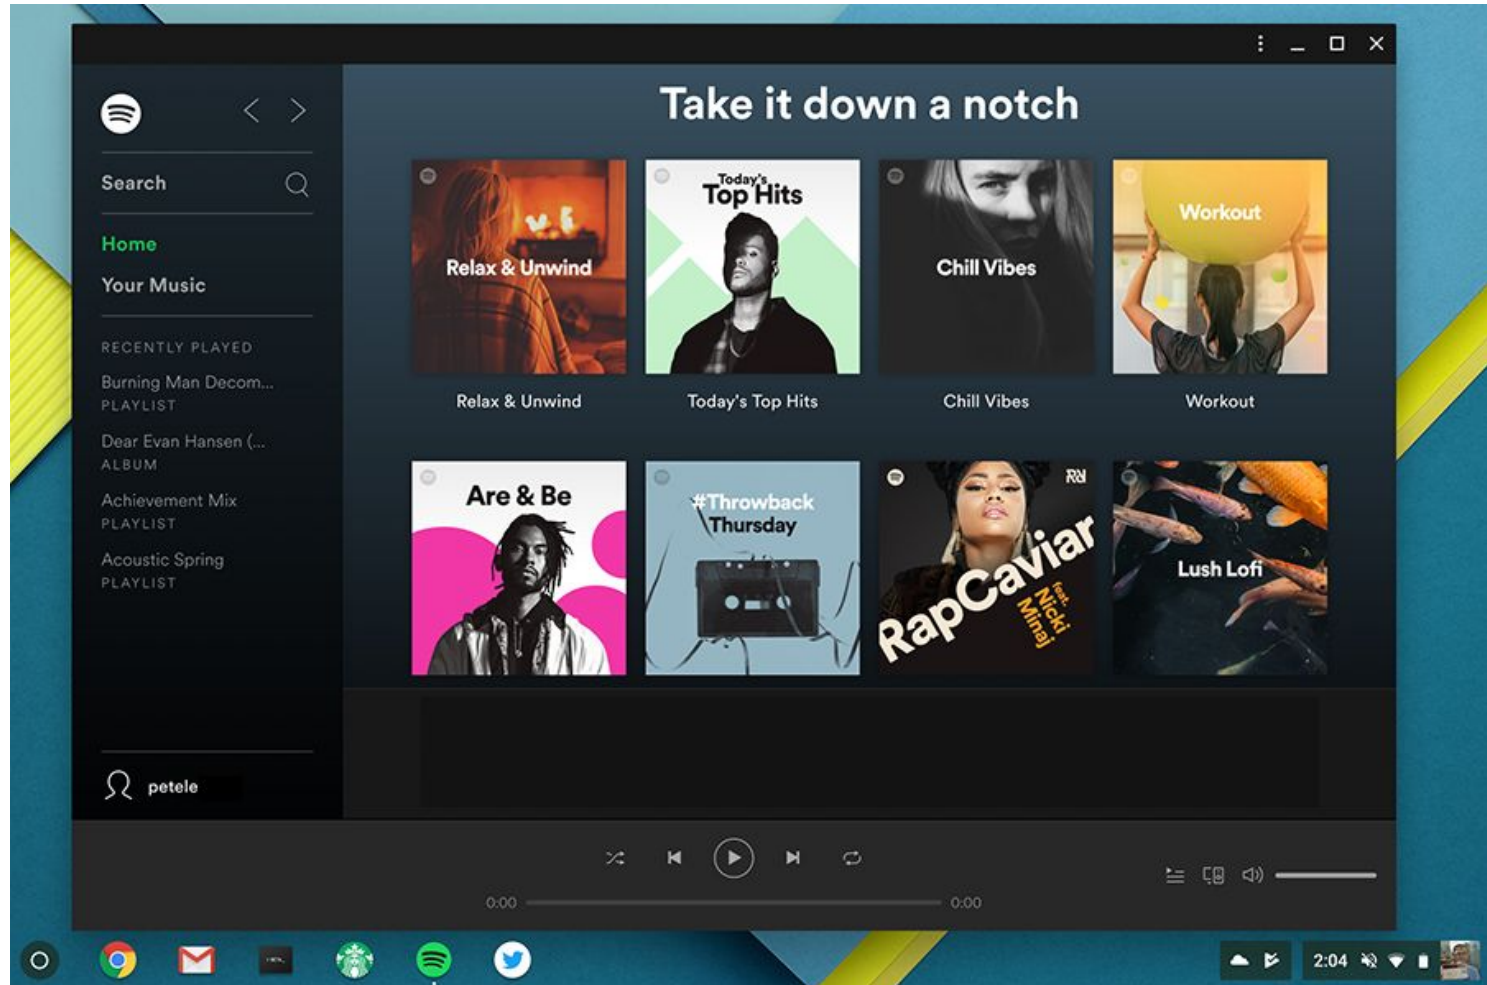 Take it down a notch
Search
Home
Your Music
RECENTLY PLAYED
Burning Man Decom...
PLAYLIST
Dear Evan Hansen (...
ALBUM
Achievement Mix
PLAYLIST
Acoustic Spring
PLAYLIST
petele
Relax & Unwind
Relax & Unwind
Today's
Top Hits
Today's Top Hits
Chill Vibes
Chill Vibes
Workout
Workout
Are & Be
#Throwback
Thursday
RapCaviar
feat.
Nicki
Minaj
Lush Lofi
0:00
0:00
2:04